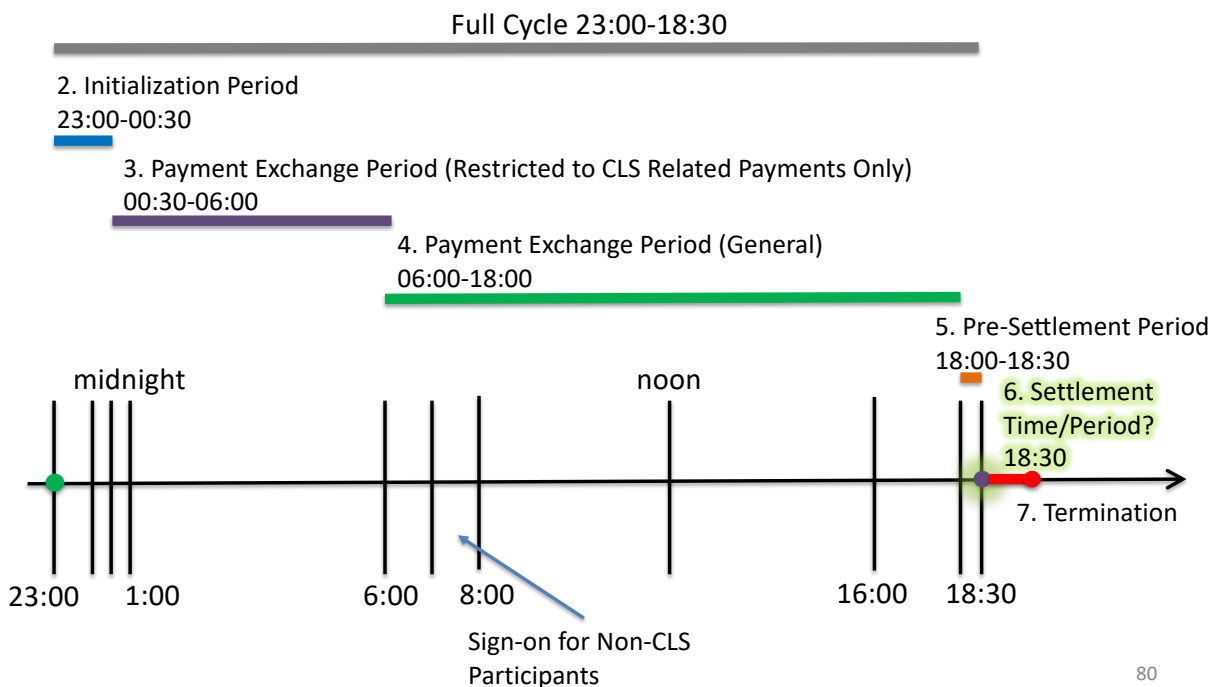 Full Cycle 23:00-18:30
2. Initialization Period
23:00-00:30
3. Payment Exchange Period (Restricted to CLS Related Payments Only)
00:30-06:00
4. Payment Exchange Period (General)
06:00-18:00
5. Pre-Settlement Period
18:00-18:30
midnight
noon
6. Settlement
Time/Period?
18:30
7. Termination
23:00
1:00
6:00
8:00
16:00
18:30
Sign-on for Non-CLS
Participants
80